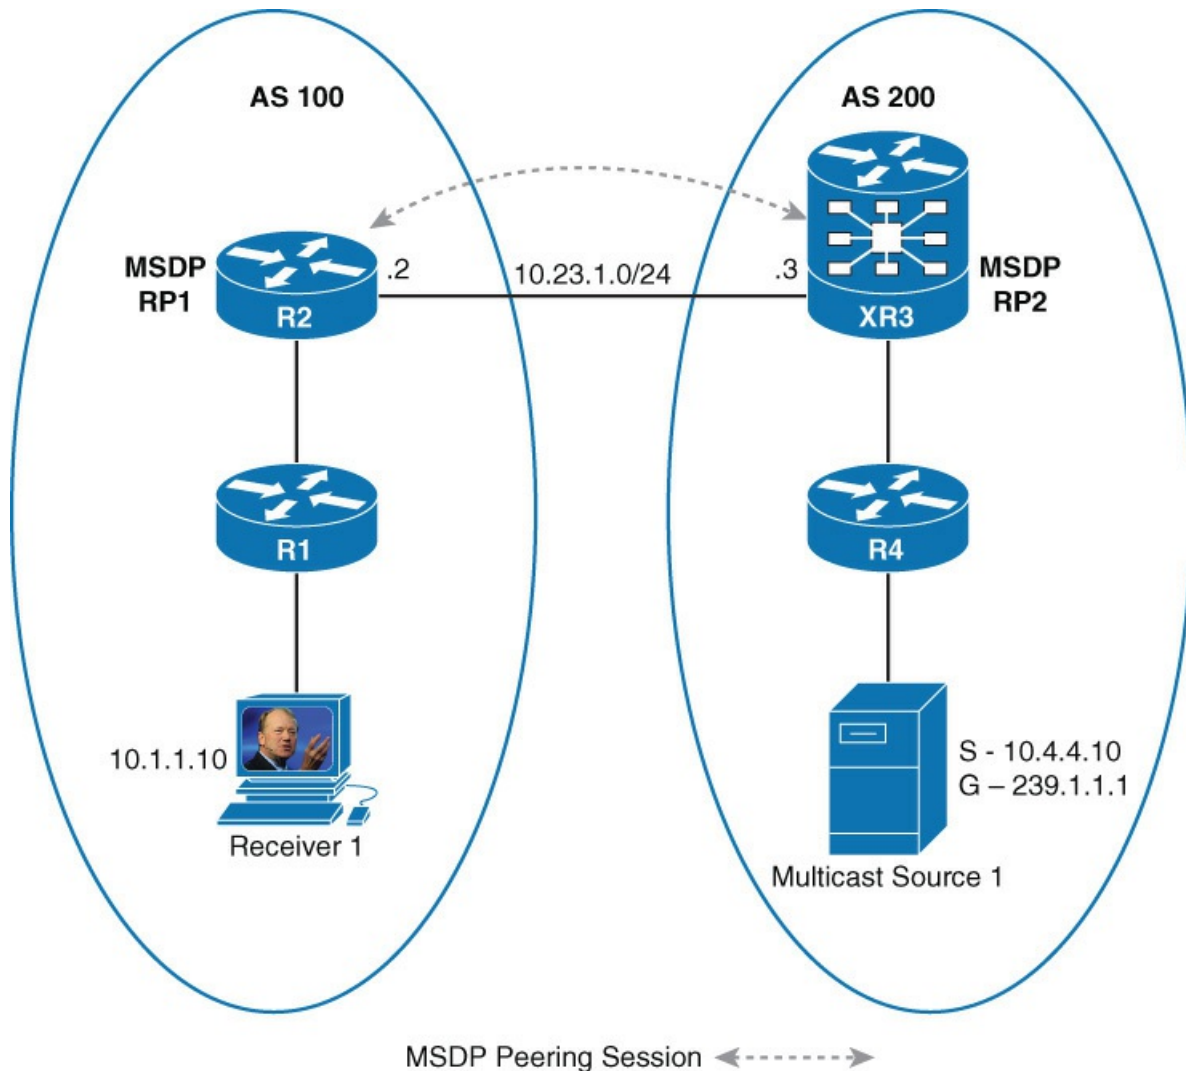 AS 100
AS 200
MSDP
RP1
.2
10.23.1.0/24
.3
MSDP
RP2
R2
XR3
R1
R4
10.1.1.10
S - 10.4.4.10
G – 239.1.1.1
Receiver 1
Multicast Source 1
MSDP Peering Session